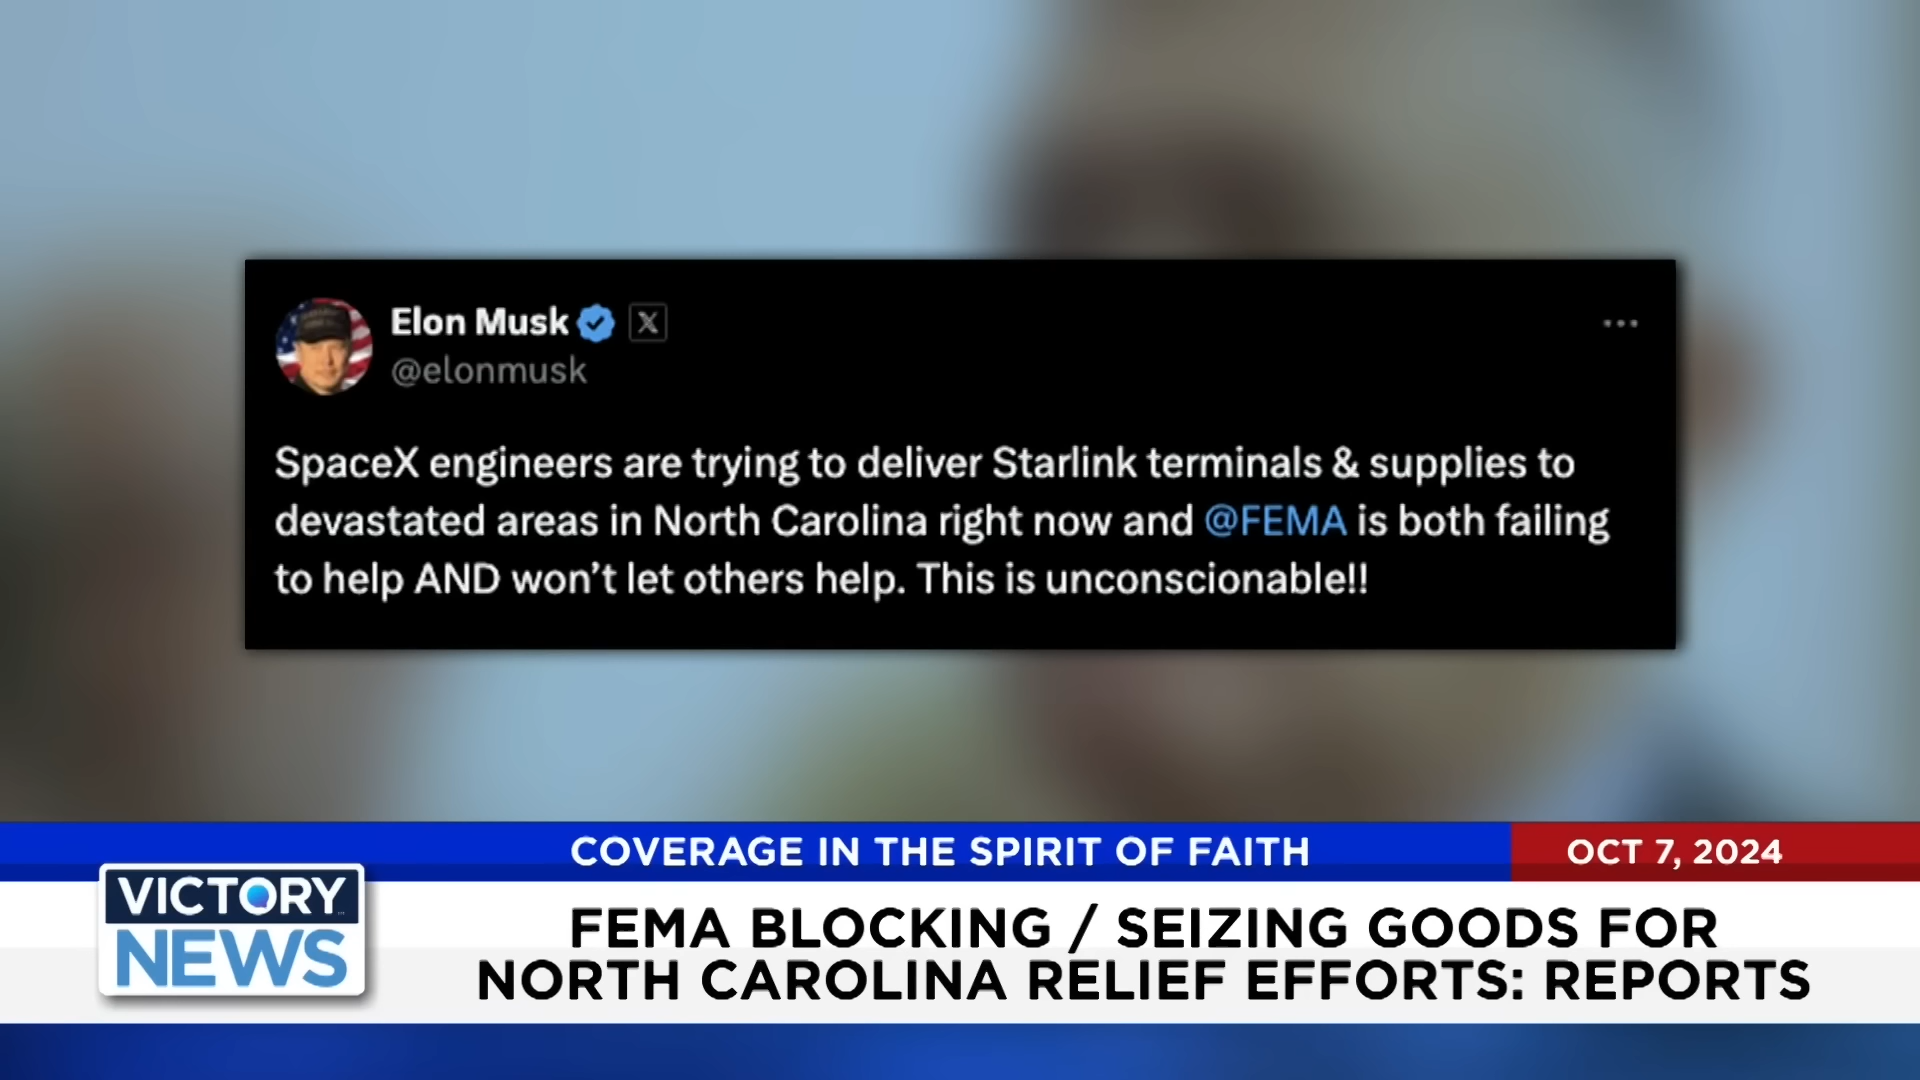 Elon Musk
@elonmusk
SpaceX engineers are trying to deliver Starlink terminals & supplies to
devastated areas in North Carolina right now and @FEMA is both failing
to help AND won’t let others help. This is unconscionable!!
COVERAGE IN THE SPIRIT OF FAITH
OCT 7, 2024
VICTORY
NEWS
FEMA BLOCKING / SEIZING GOODS FOR
NORTH CAROLINA RELIEF EFFORTS: REPORTS